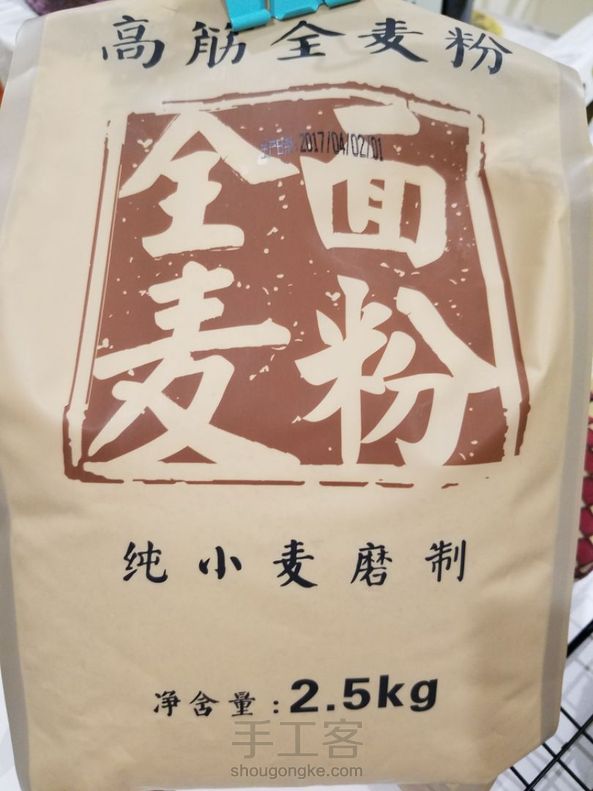 高筋全麦粉
2017/04/02/01
全麦
面粉
纯小麦磨制
净含量:2.5kg
手工客
shougongke.com